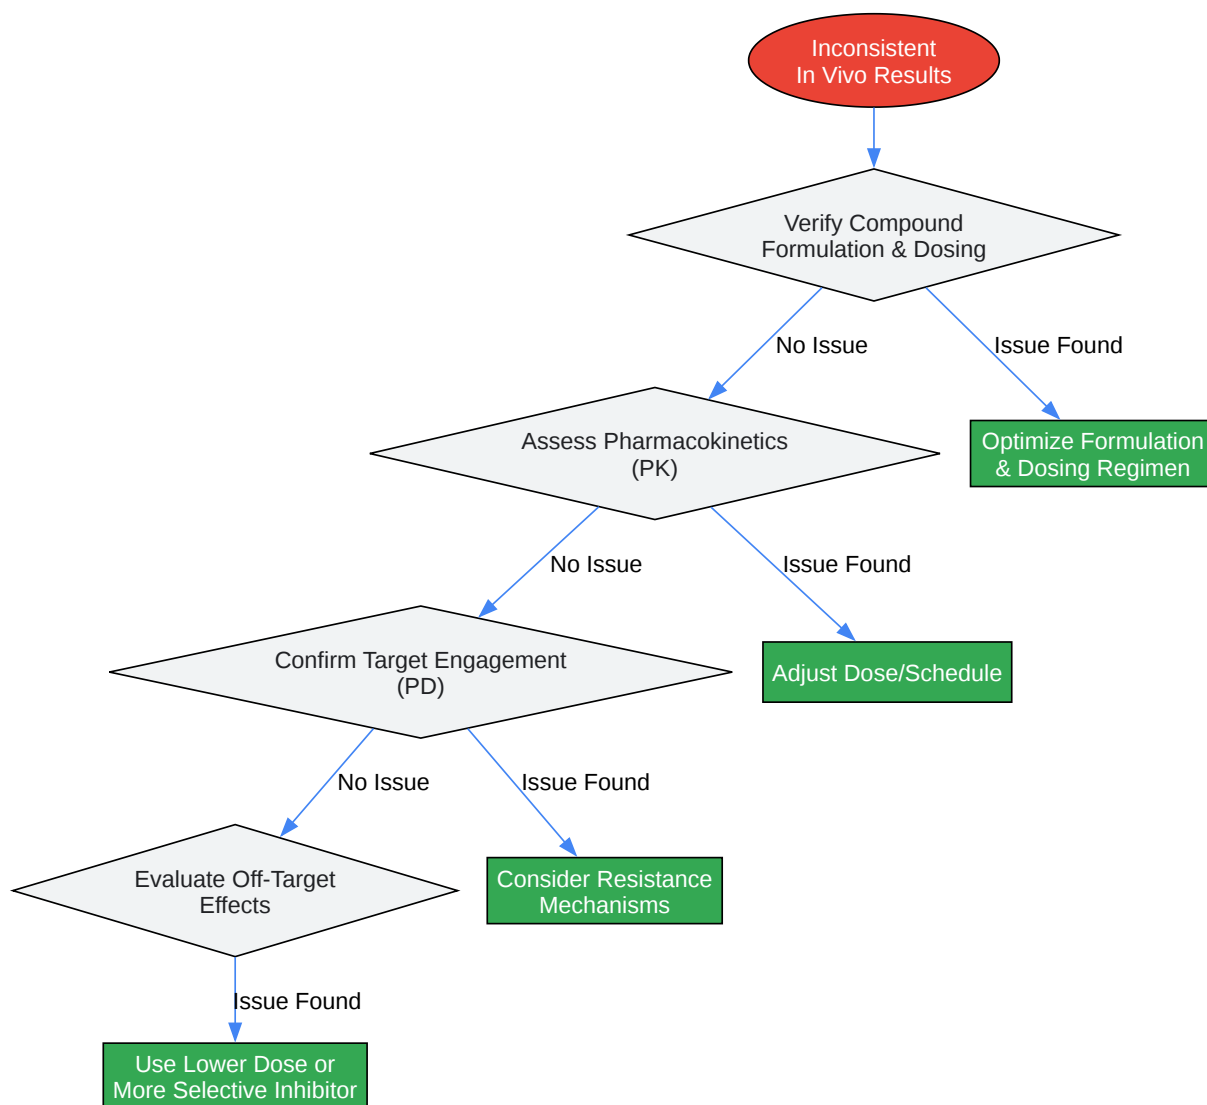 Inconsistent
In Vivo Results
Verify Compound
Formulation & Dosing
No Issue
Issue Found
Assess Pharmacokinetics
(PK)
Optimize Formulation
& Dosing Regimen
No Issue
Issue Found
Confirm Target Engagement
(PD)
Adjust Dose/Schedule
No Issue
Issue Found
Evaluate Off-Target
Effects
Consider Resistance
Mechanisms
Issue Found
Use Lower Dose or
More Selective Inhibitor